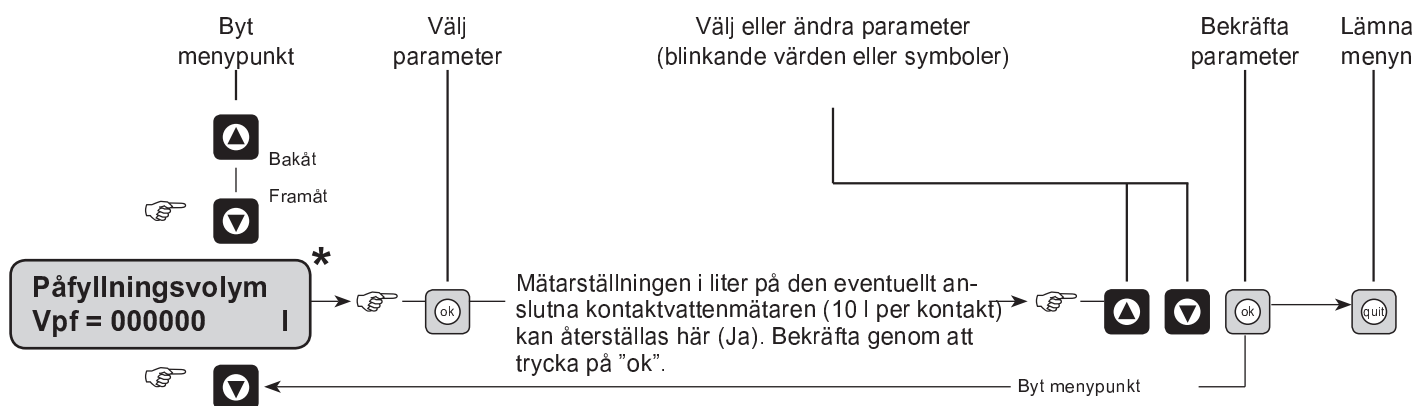 Byt
menypunkt
Välj
parameter
Välj eller ändra parameter
(blinkande värden eller symboler)
Bekräfta
parameter
Lämna
menyn
Bakåt
Framåt
*
Påfyllningsvolym
Vpf = 000000 l
ok
Mätarställningen i liter på den eventuellt an-
slutna kontaktvattenmätaren (10 l per kontakt)
kan återställas här (Ja). Bekräfta genom att
trycka på ”ok”.
ok
quit
Byt menypunkt